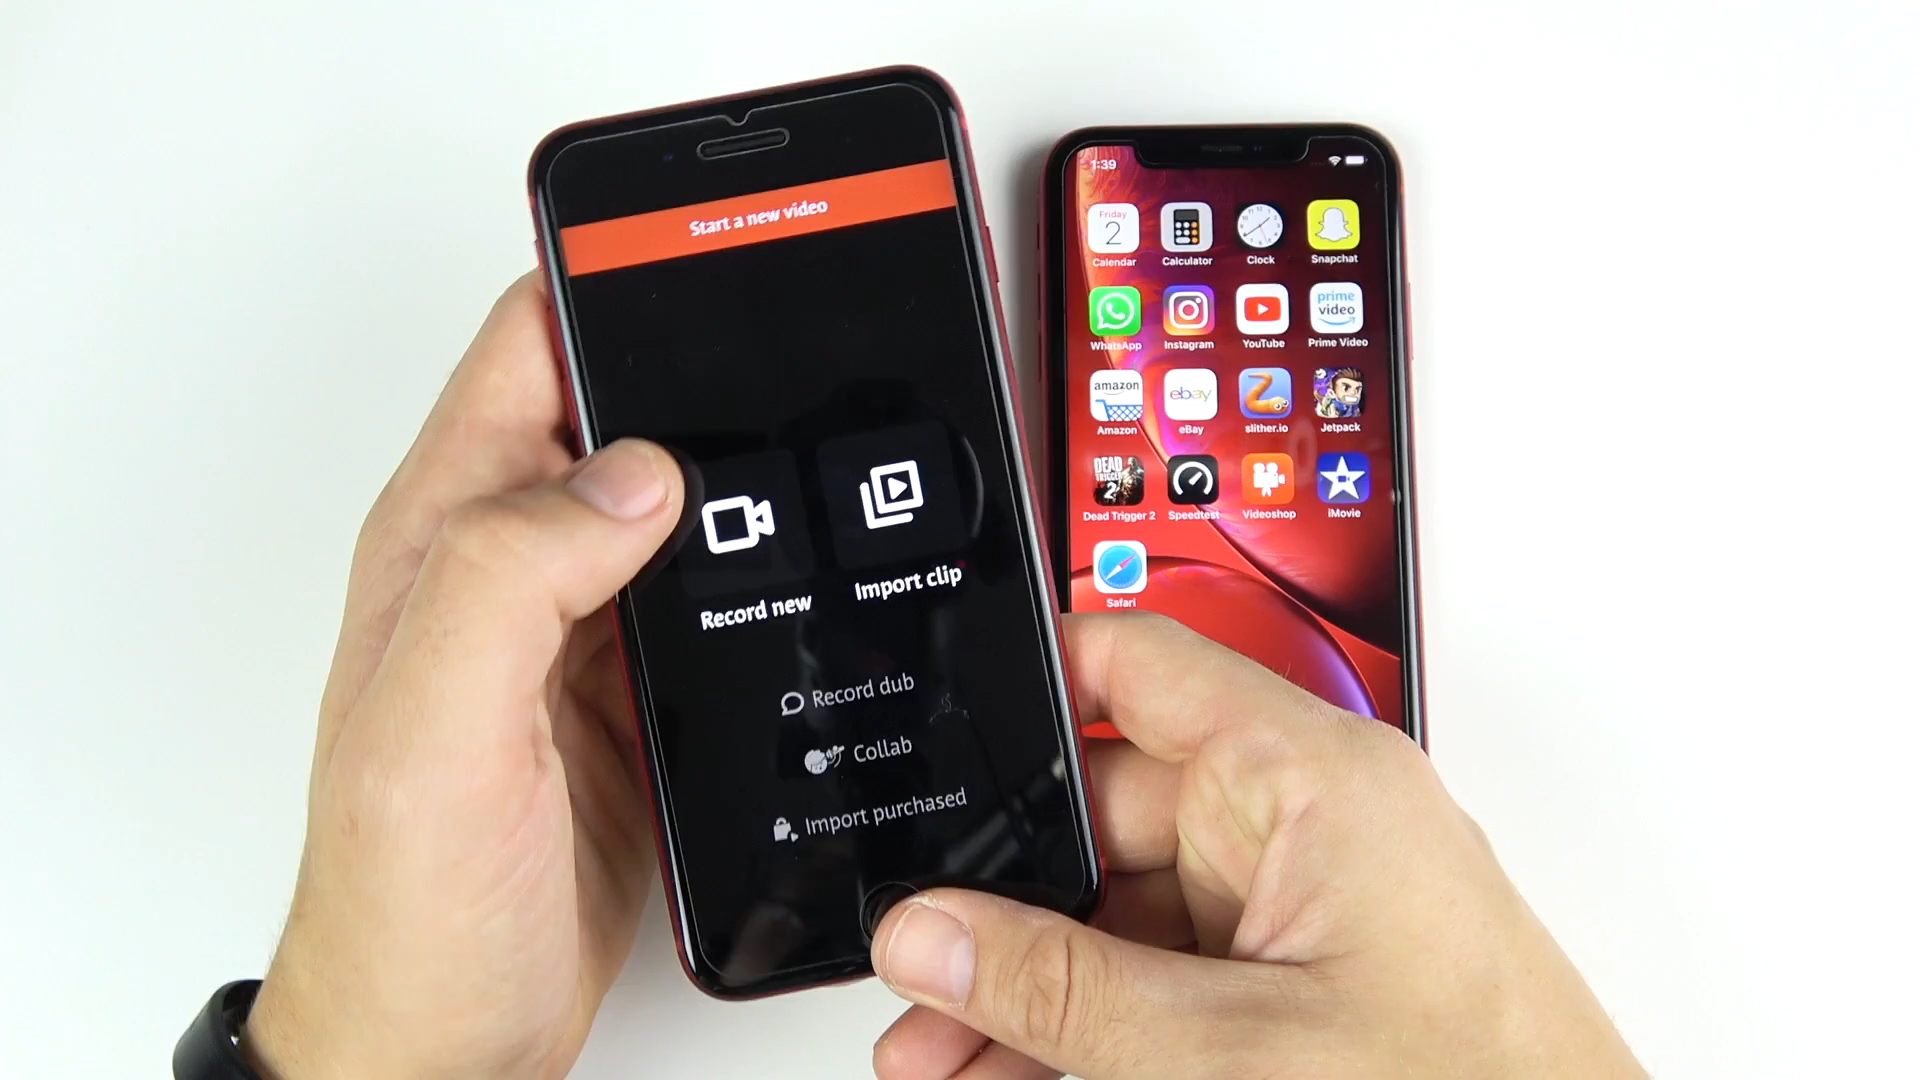 Start a new video
Record new
Import clip
Record dub
Collab
Import purchased
1:39
Friday
2
Calendar
Calculator
Clock
Snapchat
WhatsApp
Instagram
YouTube
prime
video
Prime Video
amazon
Amazon
ebay
eBay
slither.io
Jetpack
DEAD
TRIGGER
2
Dead Trigger 2
Speedtest
Videoshop
iMovie
Safari